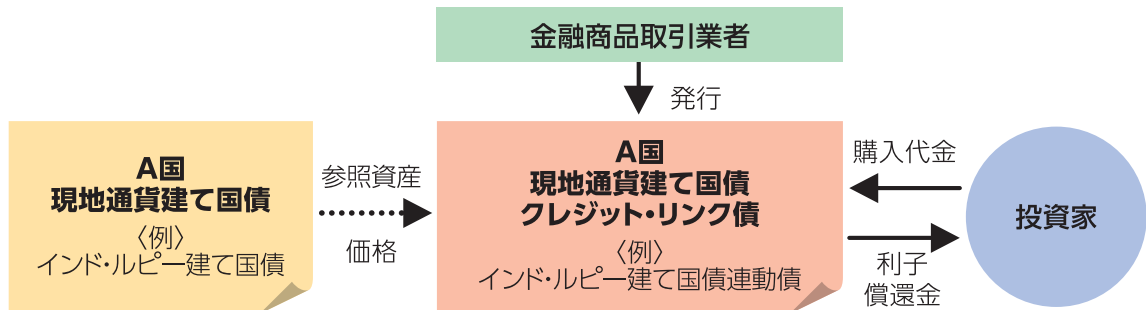 金融商品取引業者
発行
A国
現地通貨建て国債
〈例〉
インド・ルピー建て国債
参照資産
価格
A国
現地通貨建て国債
クレジット・リンク債
〈例〉
インド・ルピー建て国債連動債
購入代金
利子
償還金
投資家